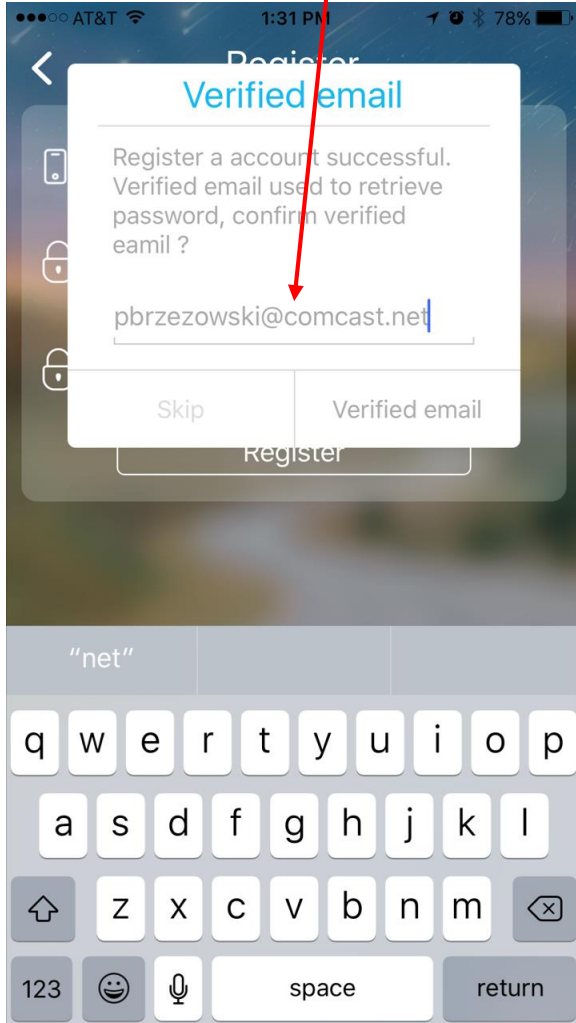 AT&T 1:31 PM 78%
Register
Verified email
Register a account successful.
Verified email used to retrieve
password, confirm verified
eamil ?
pbrzezowski@comcast.net
Skip Verified email
Register
"net"
q w e r t y u i o p
a s d f g h j k l
z x c v b n m
123 space return